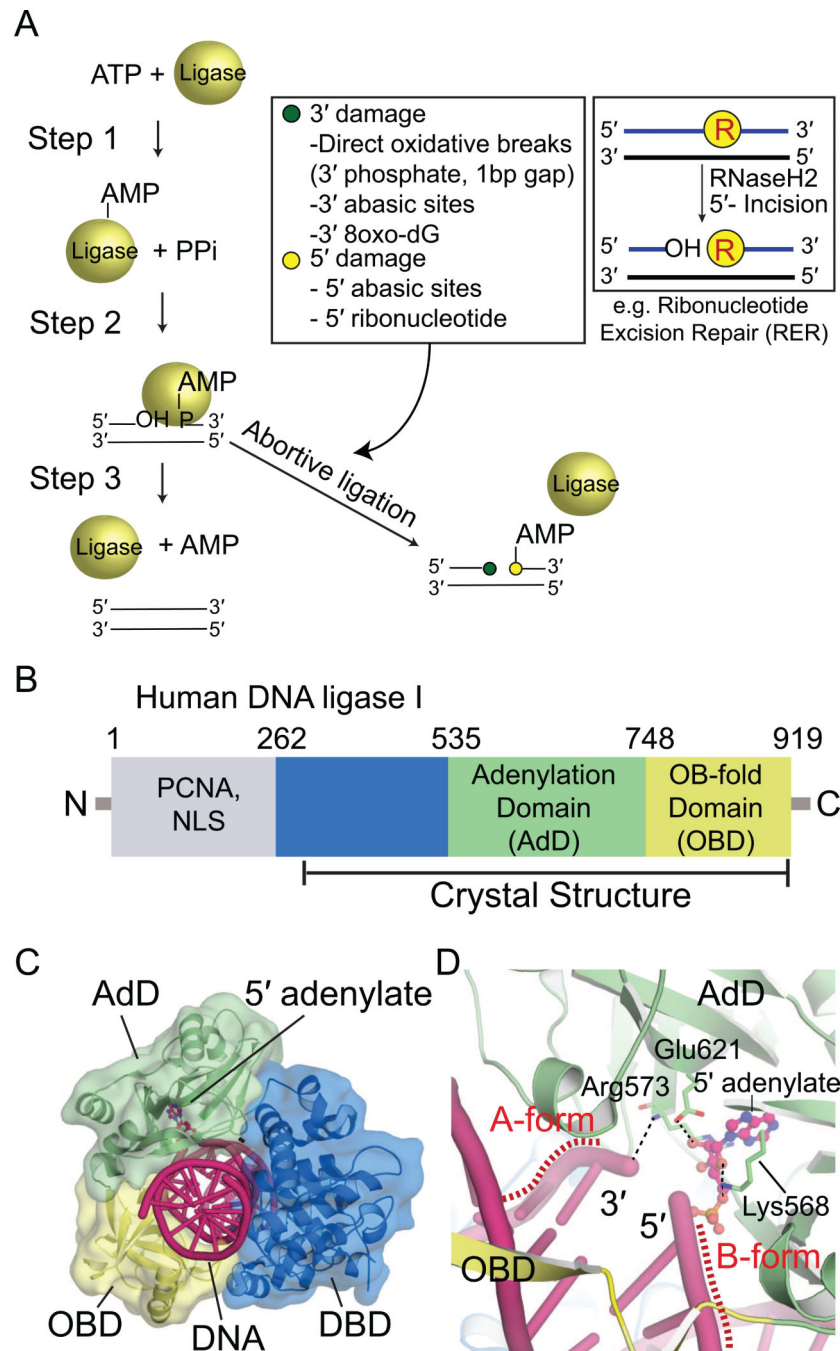 A
ATP + Ligase
Step 1
AMP
Ligase + PPi
Step 2
AMP
5′ OH P 3′
3′ 5′
Step 3
Abortive ligation
Ligase + AMP
5′ 3′
3′ 5′
Ligase
AMP
5′ 3′
3′ 5′
3′ damage
-Direct oxidative breaks
(3′ phosphate, 1bp gap)
-3′ abasic sites
-3′ 8oxo-dG
5′ damage
- 5′ abasic sites
- 5′ ribonucleotide
5′ R 3′
3′ 5′
RNaseH2
5′- Incision
5′ OH R 3′
3′ 5′
e.g. Ribonucleotide
Excision Repair (RER)
B
Human DNA ligase I
1 262 535 748 919
N
PCNA,
NLS
Adenylation
Domain
(AdD)
OB-fold
Domain
(OBD)
C
Crystal Structure
C
AdD
5′ adenylate
OBD
DNA
DBD
D
AdD
Glu621
Arg573
5′ adenylate
A-form
3′
5′
Lys568
B-form
OBD